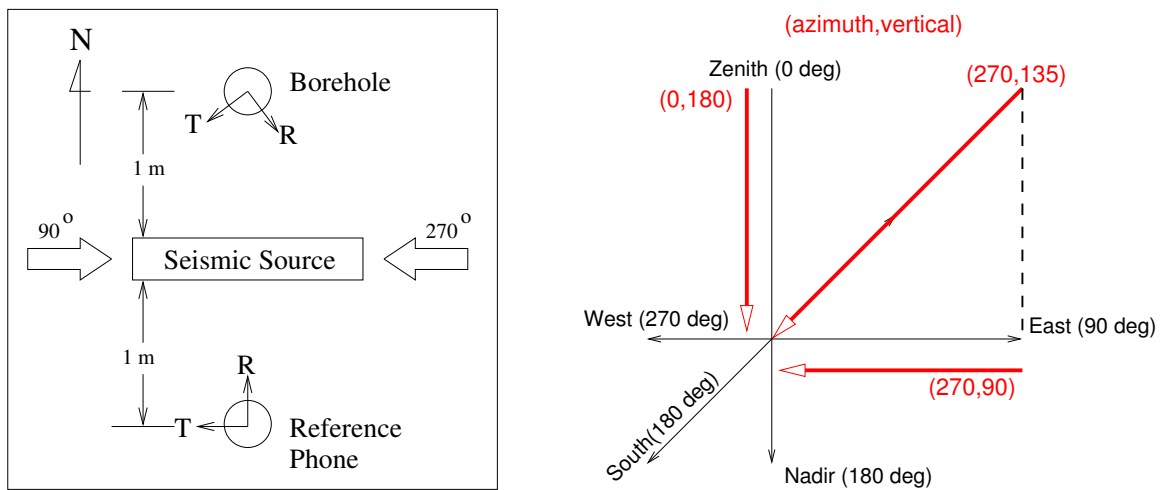 N
Borehole
T
R
1 m
90°
270°
Seismic Source
1 m
R
T
Reference
Phone
(azimuth,vertical)
Zenith (0 deg)
(0,180)
(270,135)
West (270 deg)
East (90 deg)
(270,90)
South(180 deg)
Nadir (180 deg)